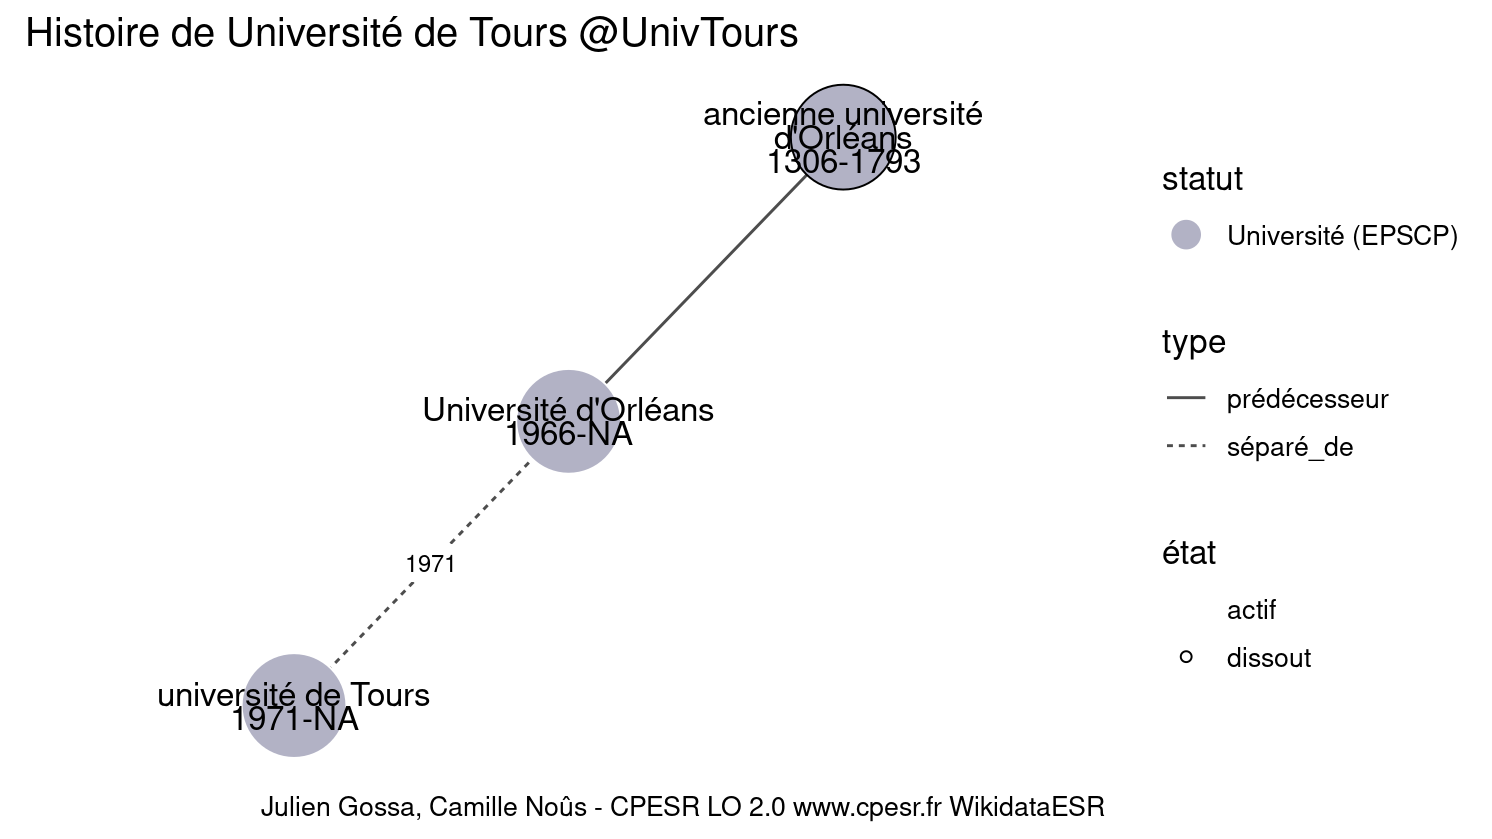 Histoire de Université de Tours @UnivTours
ancienne université
d'Orléans
1306-1793
Université d'Orléans
1966-NA
1971
université de Tours
1971-NA
statut
Université (EPSCP)
type
prédécesseur
séparé_de
état
actif
dissout
Julien Gossa, Camille Noûs - CPESR LO 2.0 www.cpesr.fr WikidataESR